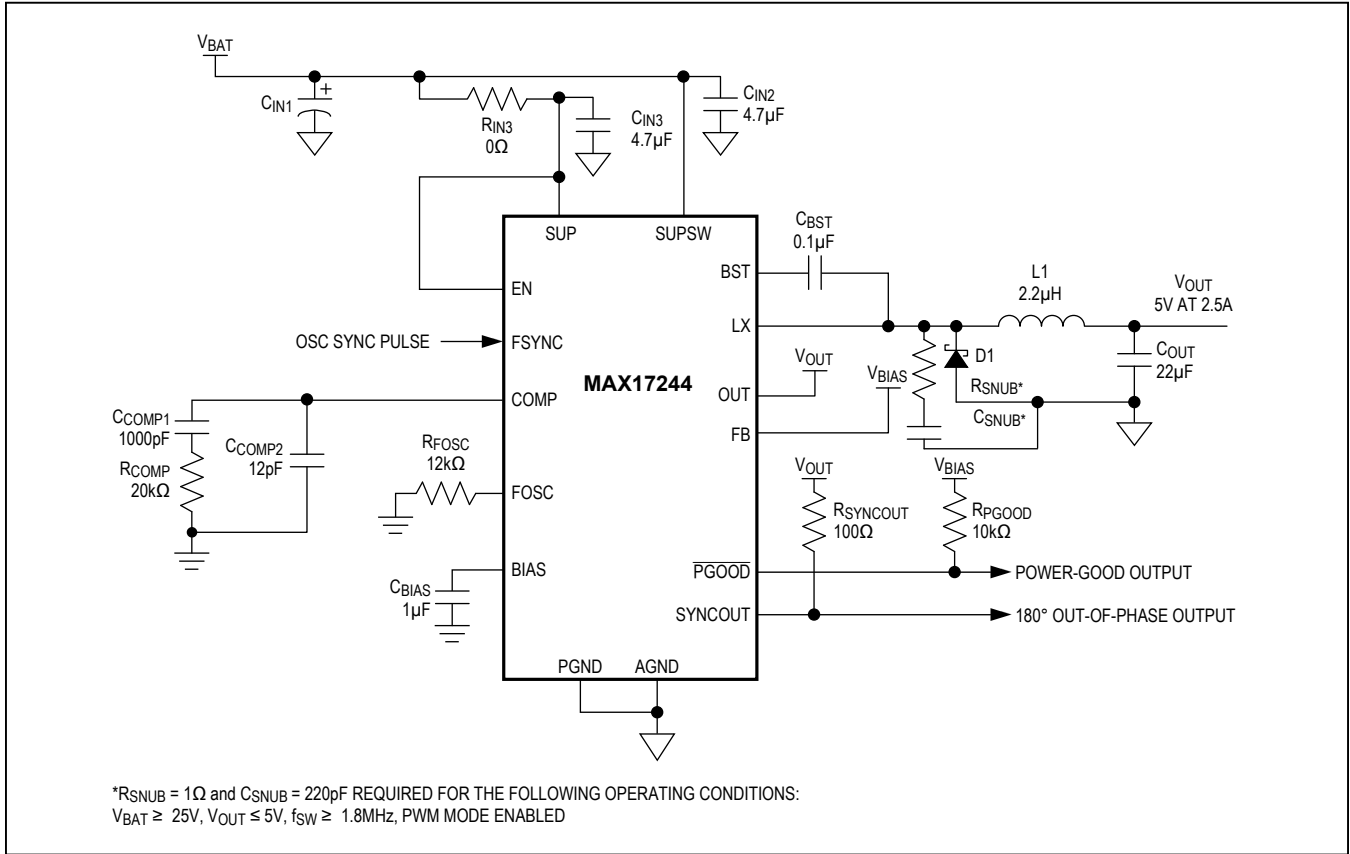 VBAT
CIN1
+
RIN3
0Ω
CIN3
4.7µF
CIN2
4.7µF
SUP
SUPSW
EN
OSC SYNC PULSE
FSYNC
COMP
CCOMP1
1000pF
RCOMP
20kΩ
CCOMP2
12pF
RFOSC
12kΩ
FOSC
BIAS
CBIAS
1µF
MAX17244
PGND
AGND
BST
CBST
0.1µF
LX
L1
2.2µH
VOUT
5V AT 2.5A
COUT
22µF
D1
RSNUB*
CSNUB*
VOUT
OUT
VBIAS
FB
VOUT
RSYNCOUT
100Ω
VBIAS
RPGOOD
10kΩ
PGOOD
POWER-GOOD OUTPUT
SYNCOUT
180° OUT-OF-PHASE OUTPUT
*RSNUB = 1Ω and CSNUB = 220pF REQUIRED FOR THE FOLLOWING OPERATING CONDITIONS:
VBAT ≥ 25V, VOUT ≤ 5V, fSW ≥ 1.8MHz, PWM MODE ENABLED